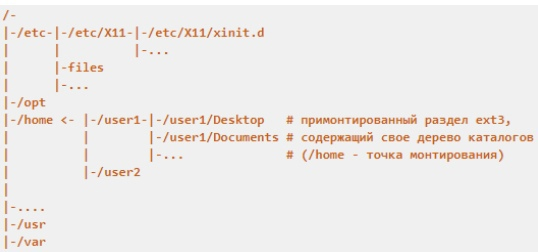 /-
|-/etc-|-/etc/X11-|-/etc/X11/xinit.d
|      |          |-...
|      |-files
|      |-...
|-/opt
|-/home <- |-/user1-|-/user1/Desktop   # примонтированный раздел ext3,
|          |        |-/user1/Documents # содержащий свое дерево каталогов
|          |        |-...              # (/home - точка монтирования)
|          |-/user2
|
|-....
|-/usr
|-/var